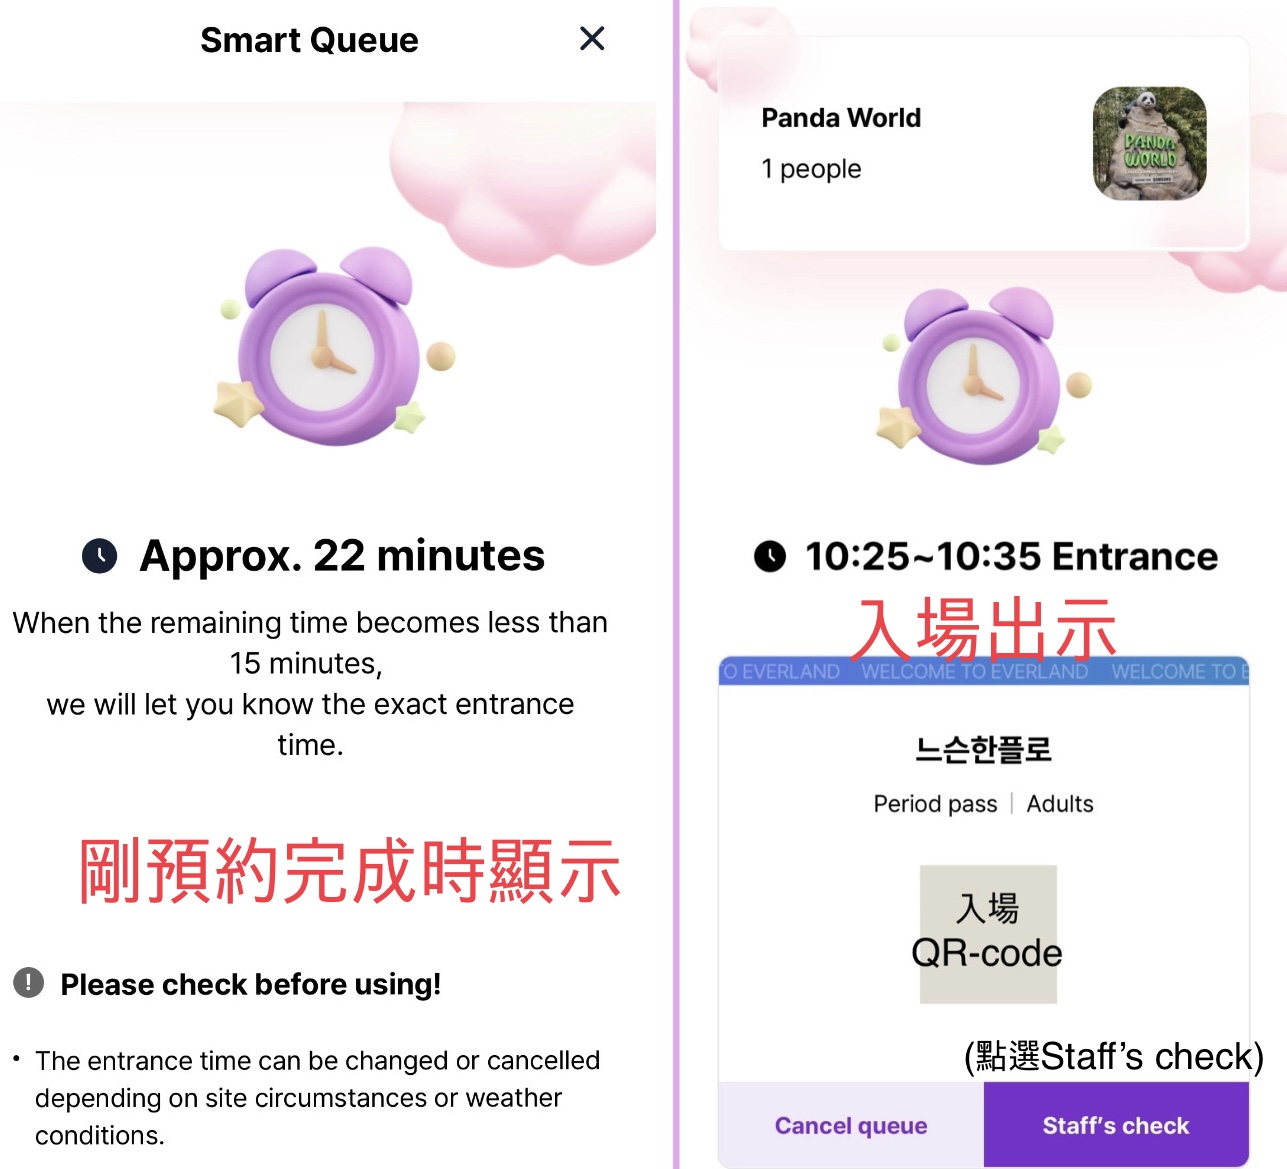 Smart Queue
Approx. 22 minutes
When the remaining time becomes less than
15 minutes,
we will let you know the exact entrance
time.
剛預約完成時顯示
Please check before using!
• The entrance time can be changed or cancelled
depending on site circumstances or weather
conditions.
Panda World
1 people
PANDA
WORLD
10:25~10:35 Entrance
入場出示
TO EVERLAND WELCOME TO EVERLAND WELCOME TO E
느슨한플로
Period pass | Adults
入場
QR-code
(點選Staff’s check)
Cancel queue
Staff’s check